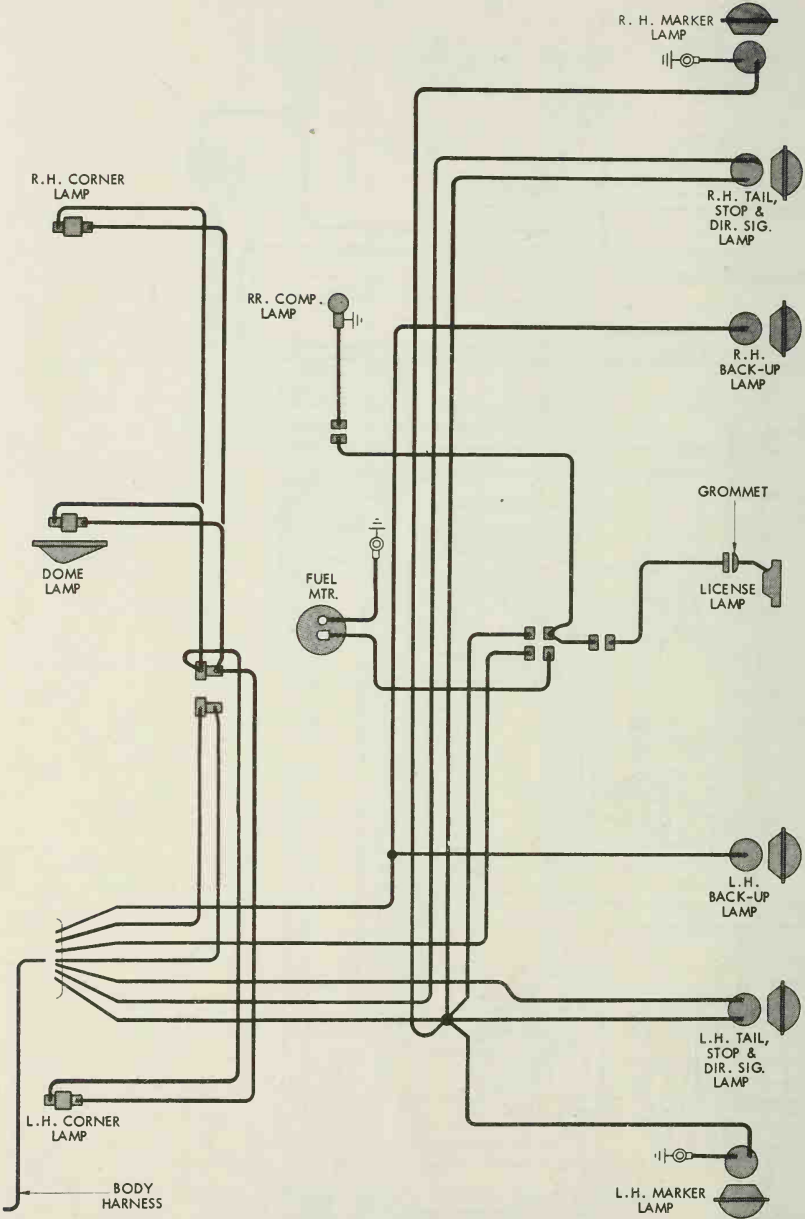 R. H. MARKER
LAMP
R.H. CORNER
LAMP
R.H. TAIL,
STOP &
DIR. SIG.
LAMP
RR. COMP.
LAMP
R.H.
BACK-UP
LAMP
GROMMET
DOME
LAMP
FUEL
MTR.
LICENSE
LAMP
L.H.
BACK-UP
LAMP
L.H. TAIL,
STOP &
DIR. SIG.
LAMP
L.H. CORNER
LAMP
BODY
HARNESS
L.H. MARKER
LAMP